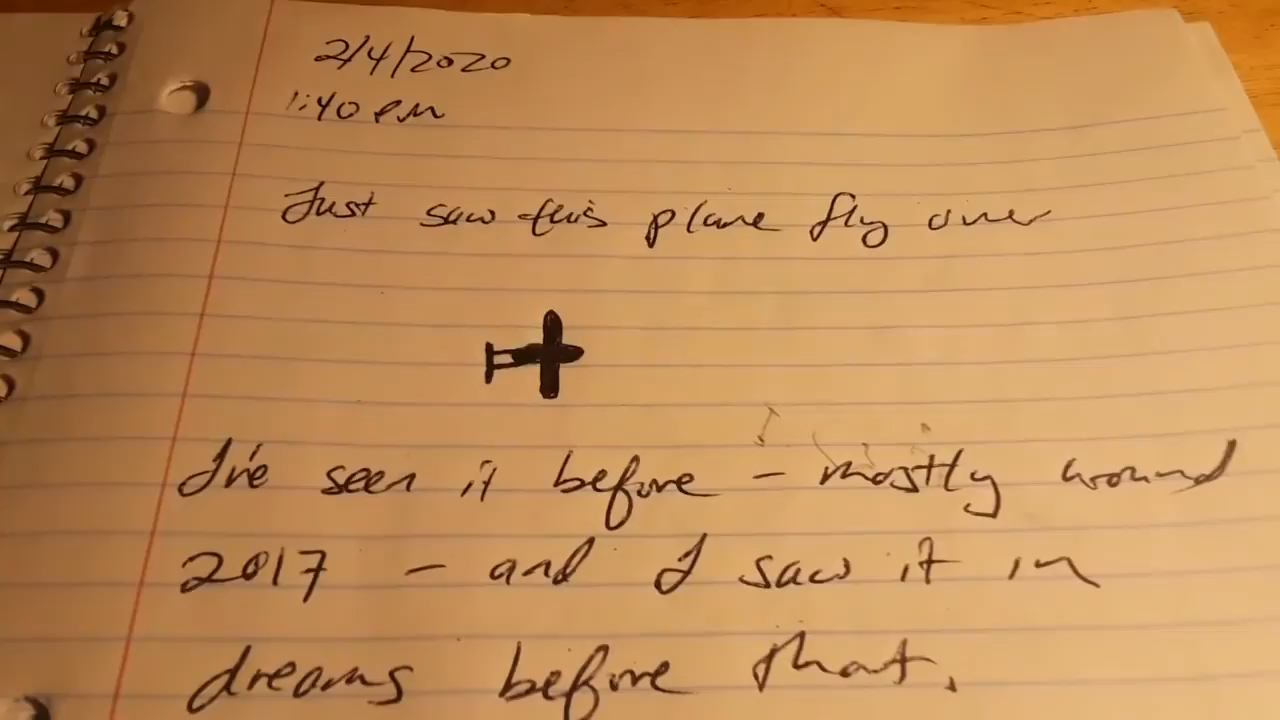 2/4/2020
1:40 PM
Just saw this plane fly over
I've seen it before – mostly around
2017 – and I saw it in
dreams before that.